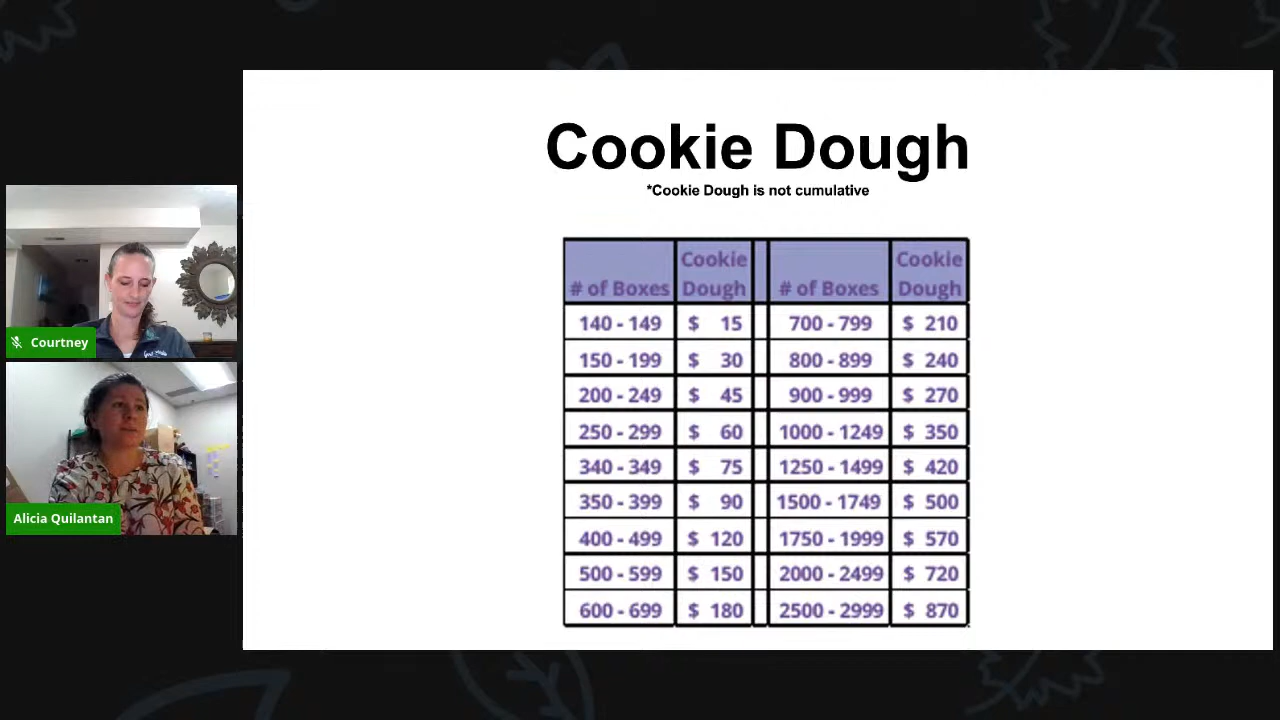 Cookie Dough
*Cookie Dough is not cumulative
Cookie Cookie
# of Boxes Dough # of Boxes Dough
140 - 149 $ 15 700 - 799 $ 210
150 - 199 $ 30 800 - 899 $ 240
200 - 249 $ 45 900 - 999 $ 270
250 - 299 $ 60 1000 - 1249 $ 350
340 - 349 $ 75 1250 - 1499 $ 420
350 - 399 $ 90 1500 - 1749 $ 500
400 - 499 $ 120 1750 - 1999 $ 570
500 - 599 $ 150 2000 - 2499 $ 720
600 - 699 $ 180 2500 - 2999 $ 870
Courtney
Alicia Quilantan